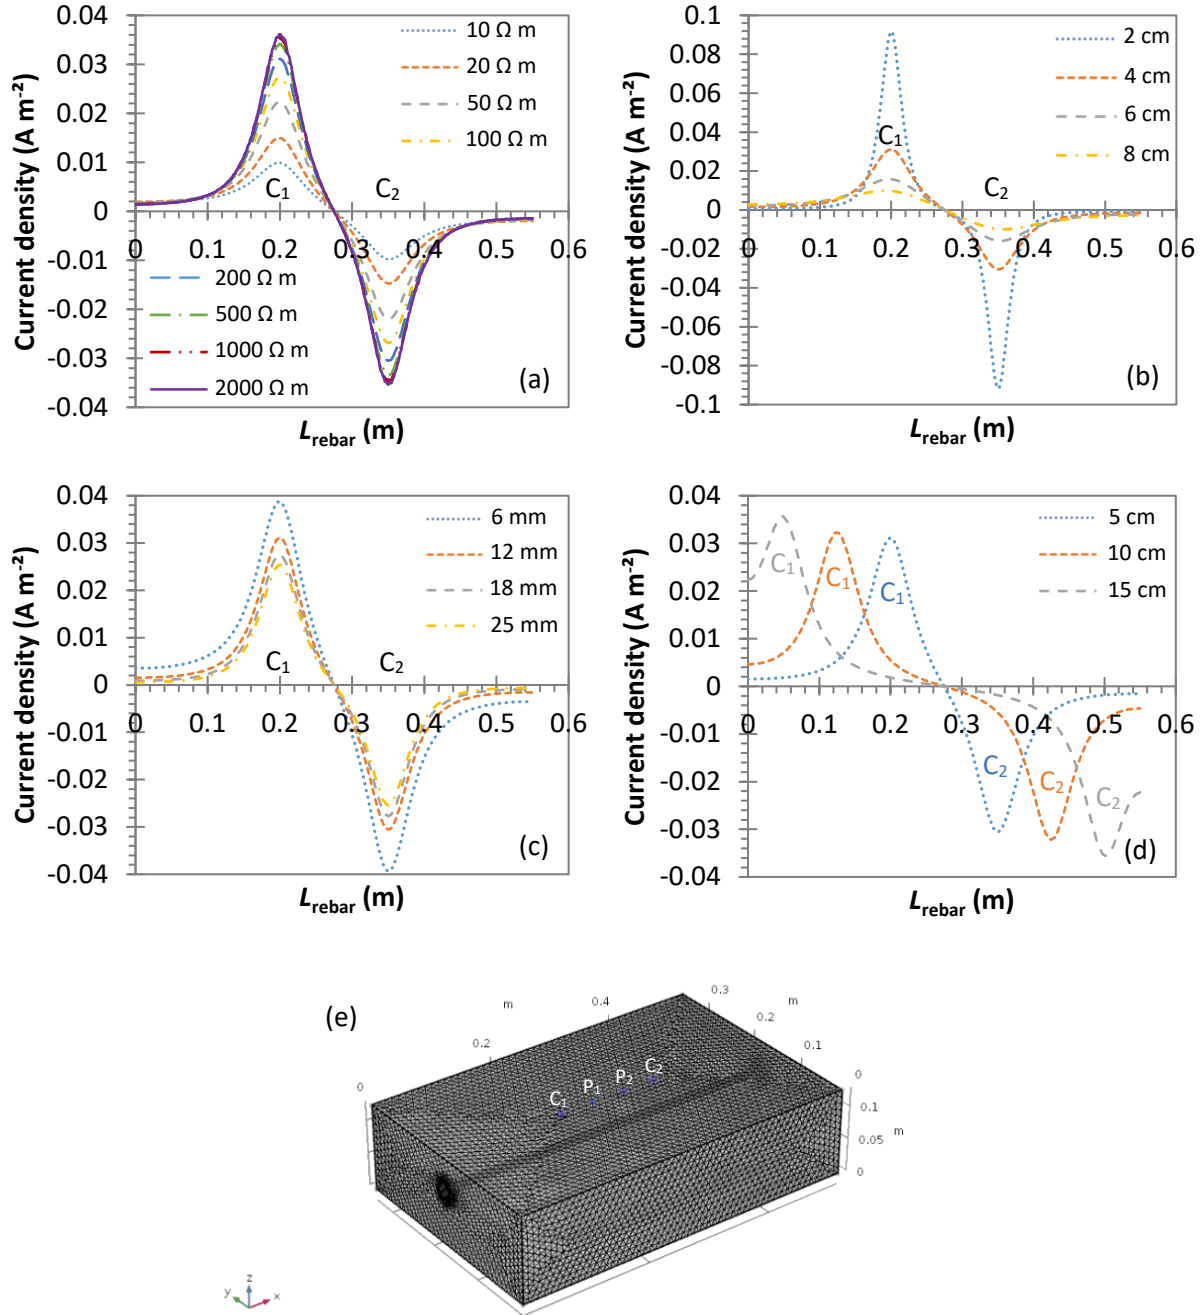 Current density (A m⁻²)
0.04
0.03
0.02
0.01
0
-0.01
-0.02
-0.03
-0.04
0
0.1
0.2
0.3
0.4
0.5
0.6
10 Ω m
20 Ω m
50 Ω m
100 Ω m
C₁
C₂
200 Ω m
500 Ω m
1000 Ω m
2000 Ω m
(a)
L rebar (m)
Current density (A m⁻²)
0.1
0.08
0.06
0.04
0.02
0
-0.02
-0.04
-0.06
-0.08
-0.1
0
0.1
0.2
0.3
0.4
0.5
0.6
2 cm
4 cm
6 cm
8 cm
C₁
C₂
(b)
L rebar (m)
Current density (A m⁻²)
0.04
0.03
0.02
0.01
0
-0.01
-0.02
-0.03
-0.04
0
0.1
0.2
0.3
0.4
0.5
0.6
6 mm
12 mm
18 mm
25 mm
C₁
C₂
(c)
L rebar (m)
Current density (A m⁻²)
0.04
0.03
0.02
0.01
0
-0.01
-0.02
-0.03
-0.04
0
0.1
0.2
0.3
0.4
0.5
0.6
5 cm
10 cm
15 cm
C₁
C₁
C₁
C₂
C₂
C₂
(d)
L rebar (m)
(e)
m
0
0.2
0.4
m
0.3
0.2
0.1
0
m
0.1
0.05
0
C₁
P₁
P₂
C₂
z
y
x